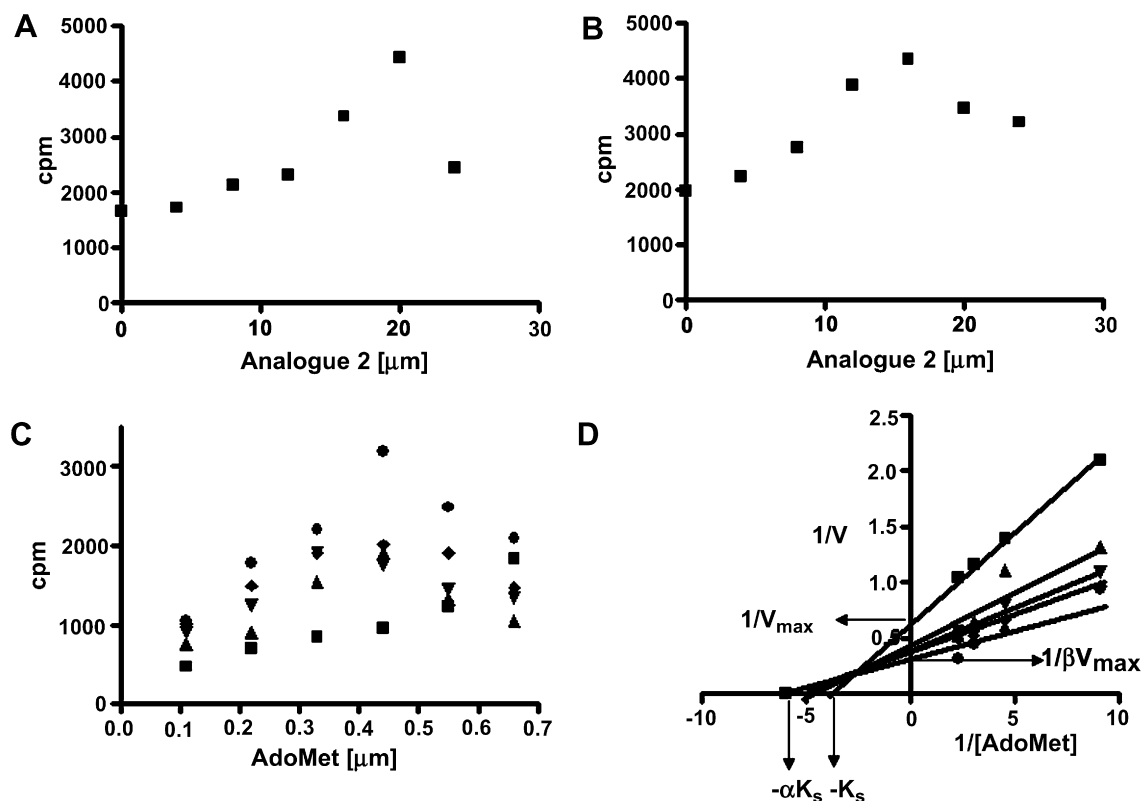 A
5000
4000
3000
2000
1000
0
cpm
0 10 20 30
Analogue 2 [μm]
B
5000
4000
3000
2000
1000
0
cpm
0 10 20 30
Analogue 2 [μm]
C
3000
2000
1000
0
cpm
0.0 0.1 0.2 0.3 0.4 0.5 0.6 0.7
AdoMet [μm]
D
2.5
2.0
1.5
1.0
0.5
1/V
1/Vmax
1/βVmax
-10 -5 0 5 10
1/[AdoMet]
-αKs -Ks